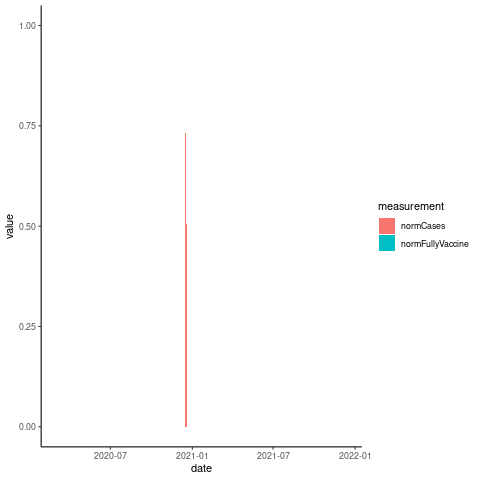 1.00
0.75
0.50
0.25
0.00
value
2020-07
2021-01
2021-07
2022-01
date
measurement
normCases
normFullyVaccine